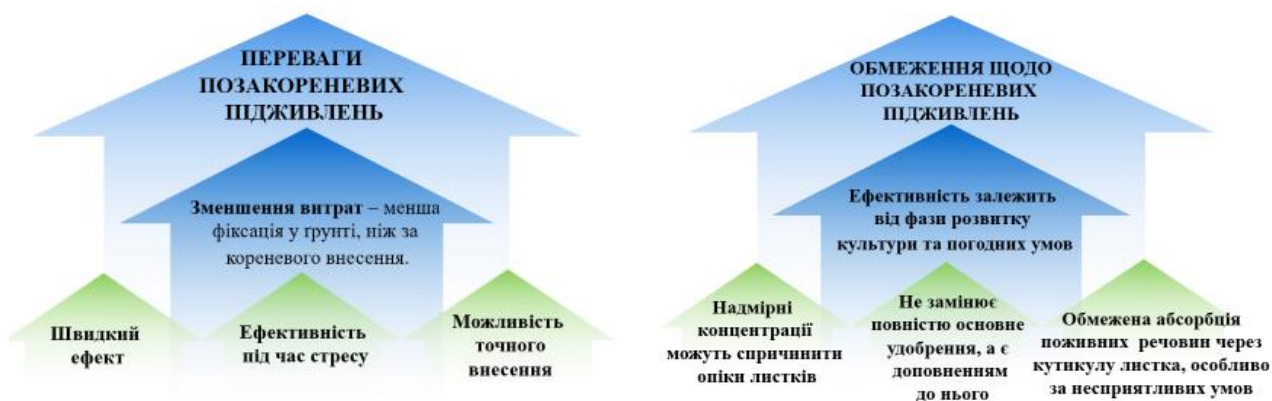 ПЕРЕВАГИ
ПОЗАКОРЕНЕВИХ
ПІДЖИВЛЕНЬ
Зменшення витрат – менша
фіксація у ґрунті, ніж за
кореневого внесення.
Швидкий
ефект
Ефективність
під час стресу
Можливість
точного
внесення
ОБМЕЖЕННЯ ЩОДО
ПОЗАКОРЕНЕВИХ
ПІДЖИВЛЕНЬ
Ефективність залежить
від фази розвитку
культури та погодних умов
Надмірні
концентрації
можуть спричинити
опіки листків
Не замінює
повністю основне
удобрення, а є
доповненням
до нього
Обмежена абсорбція
поживних речовин через
кутикулу листка, особливо
за несприятливих умов